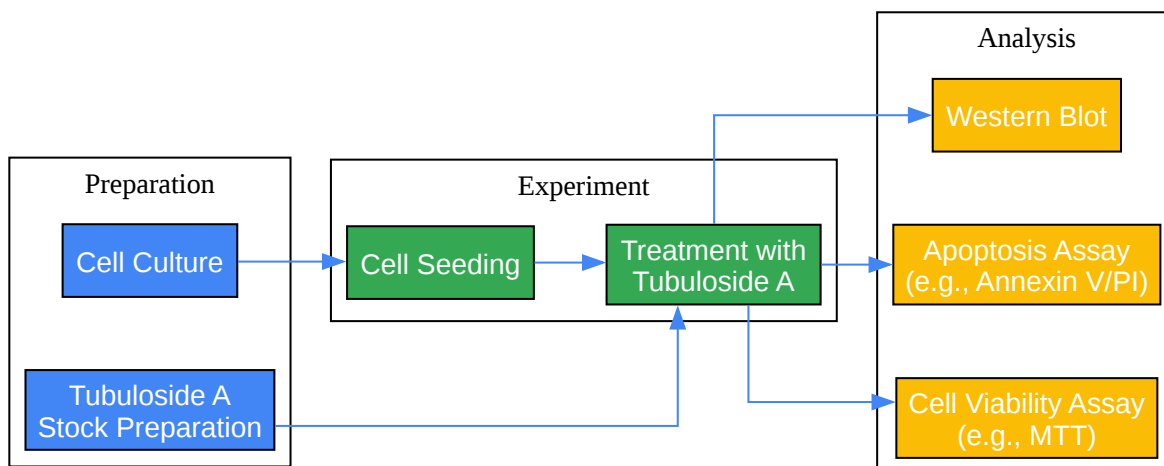 Preparation
Cell Culture
Tubuloside A
Stock Preparation
Experiment
Cell Seeding
Treatment with
Tubuloside A
Analysis
Western Blot
Apoptosis Assay
(e.g., Annexin V/PI)
Cell Viability Assay
(e.g., MTT)